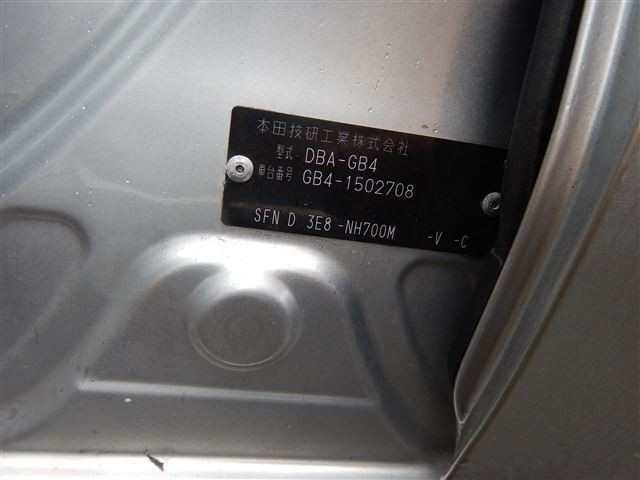 本田技研工業株式会社
型式 DBA-GB4
車台番号 GB4-1502708
SFN D 3E8 -NH700M -V -C